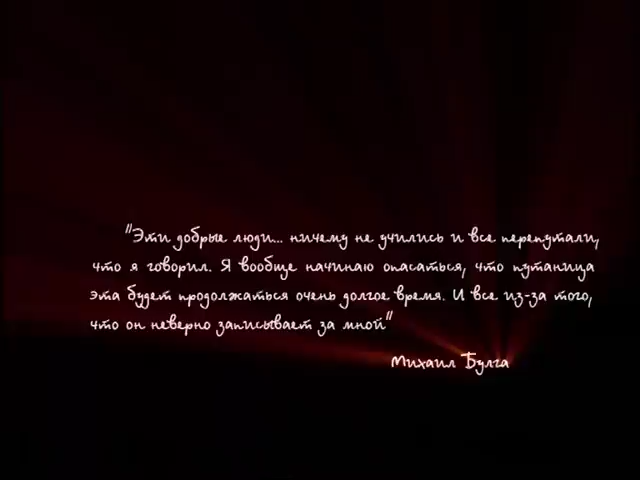 "Эти добрые люди... ничему не учились и все перепутали,
что я говорил. Я вообще начинаю опасаться, что путаница
эта будет продолжаться очень долгое время. И все из-за того,
что он неверно записывает за мной"
Михаил Булга